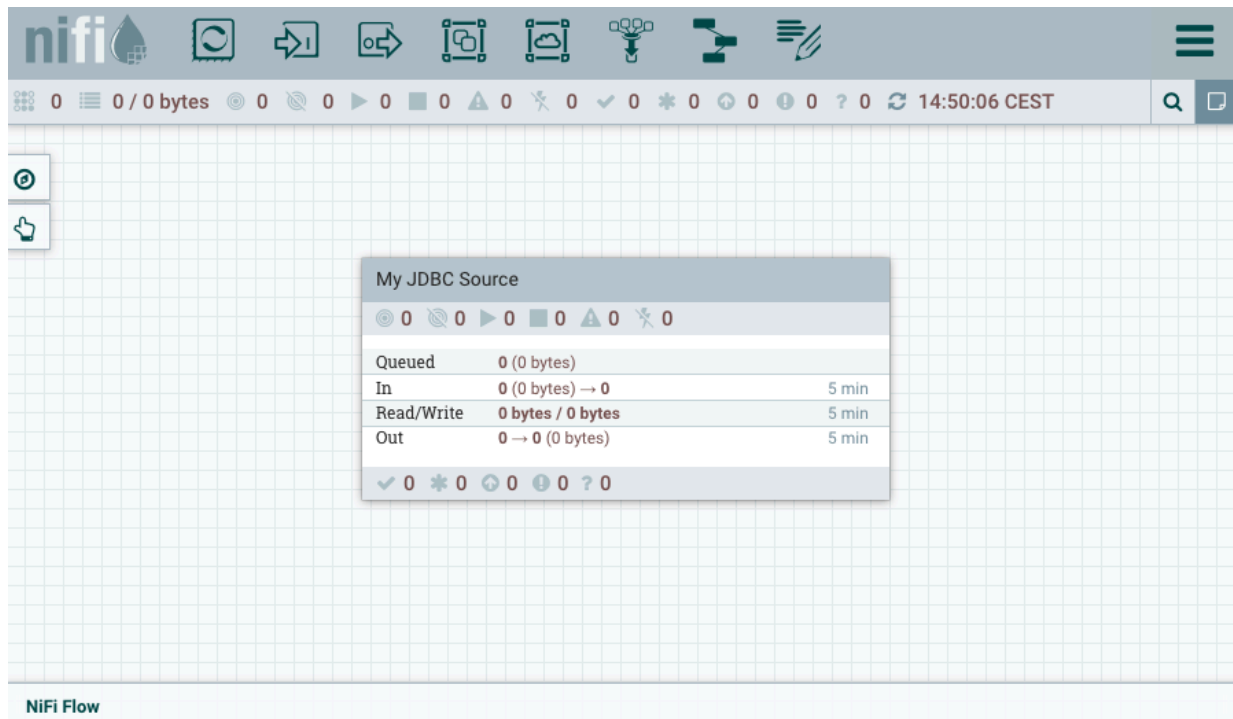 nifi
0 0 / 0 bytes 0 0 0 0 0 0 0 0 0 0 ? 0 14:50:06 CEST
My JDBC Source
0 0 0 0 0 0
Queued 0 (0 bytes)
In 0 (0 bytes) → 0 5 min
Read/Write 0 bytes / 0 bytes 5 min
Out 0 → 0 (0 bytes) 5 min
0 0 0 0 ? 0
NiFi Flow